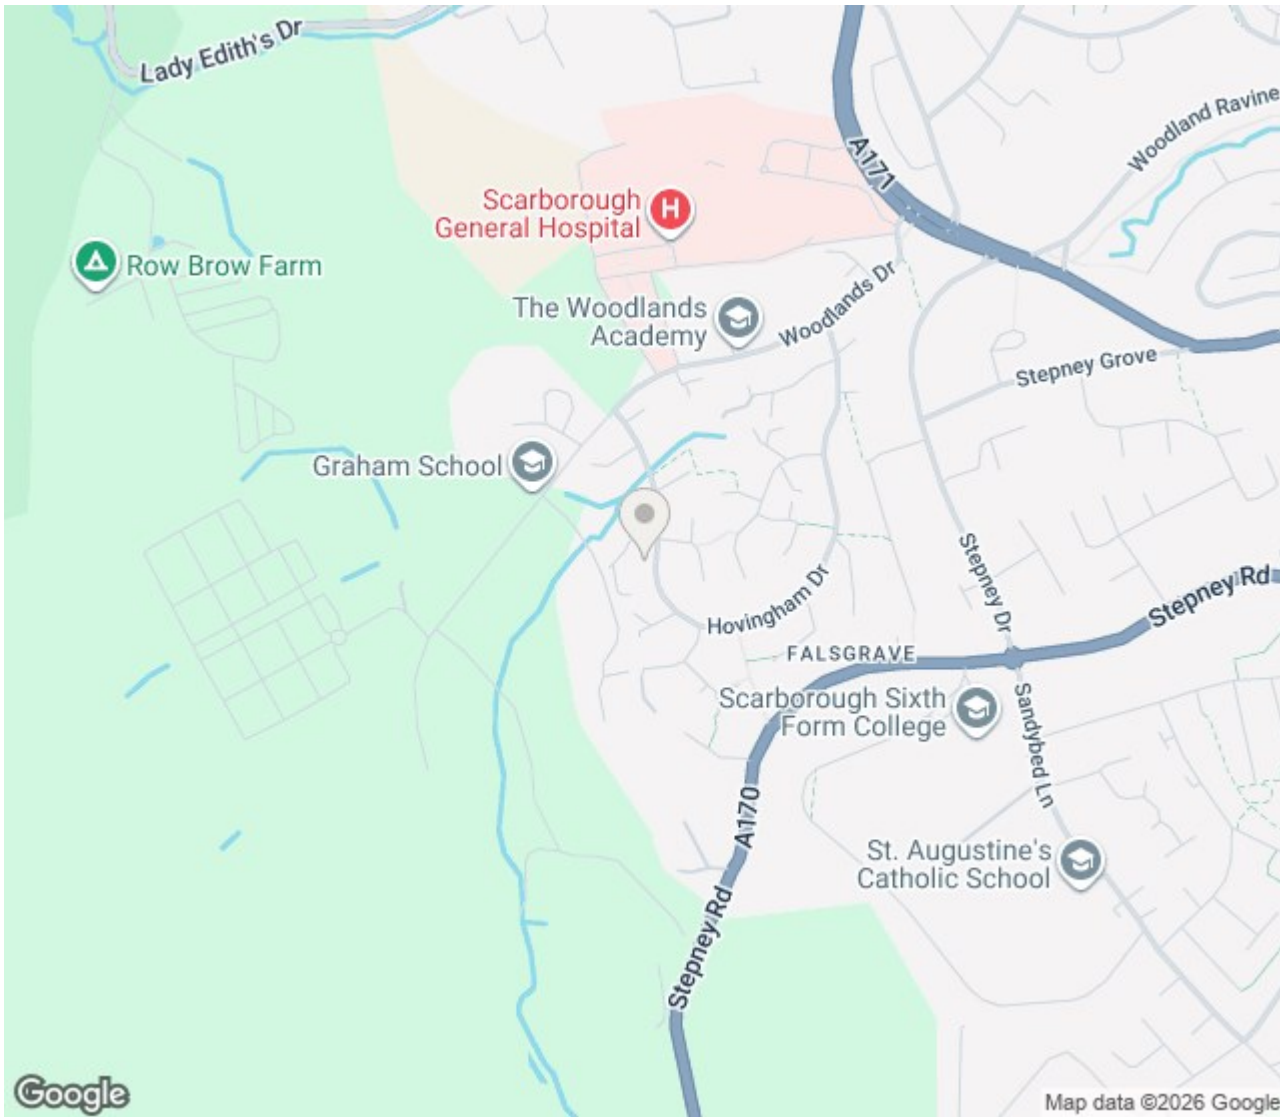 Lady Edith's Dr
Woodland Ravine
A171
Scarborough
General Hospital
H
Row Brow Farm
The Woodlands
Academy
Woodlands Dr
Stepney Grove
Graham School
Stepney Dr
Hovingham Dr
Stepney Rd
FALSGRAVE
Scarborough Sixth
Form College
Sandybed Ln
A170
St. Augustine's
Catholic School
Stepney Rd
Google
Map data ©2026 Google